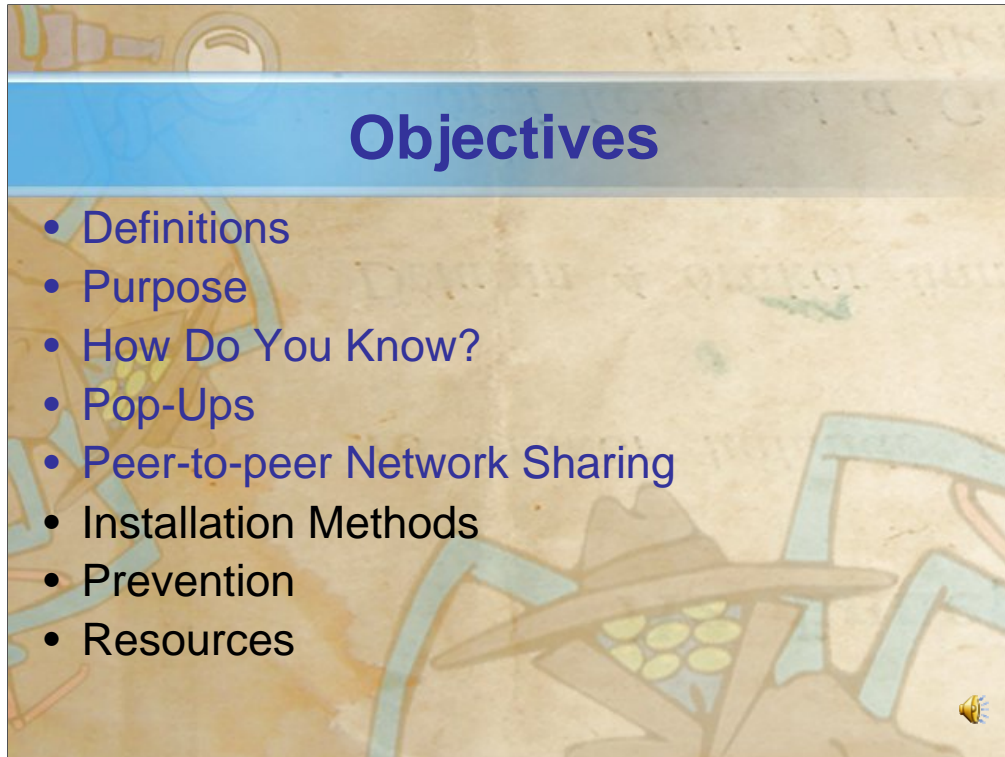 Objectives
• Definitions
• Purpose
• How Do You Know?
• Pop-Ups
• Peer-to-peer Network Sharing
• Installation Methods
• Prevention
• Resources